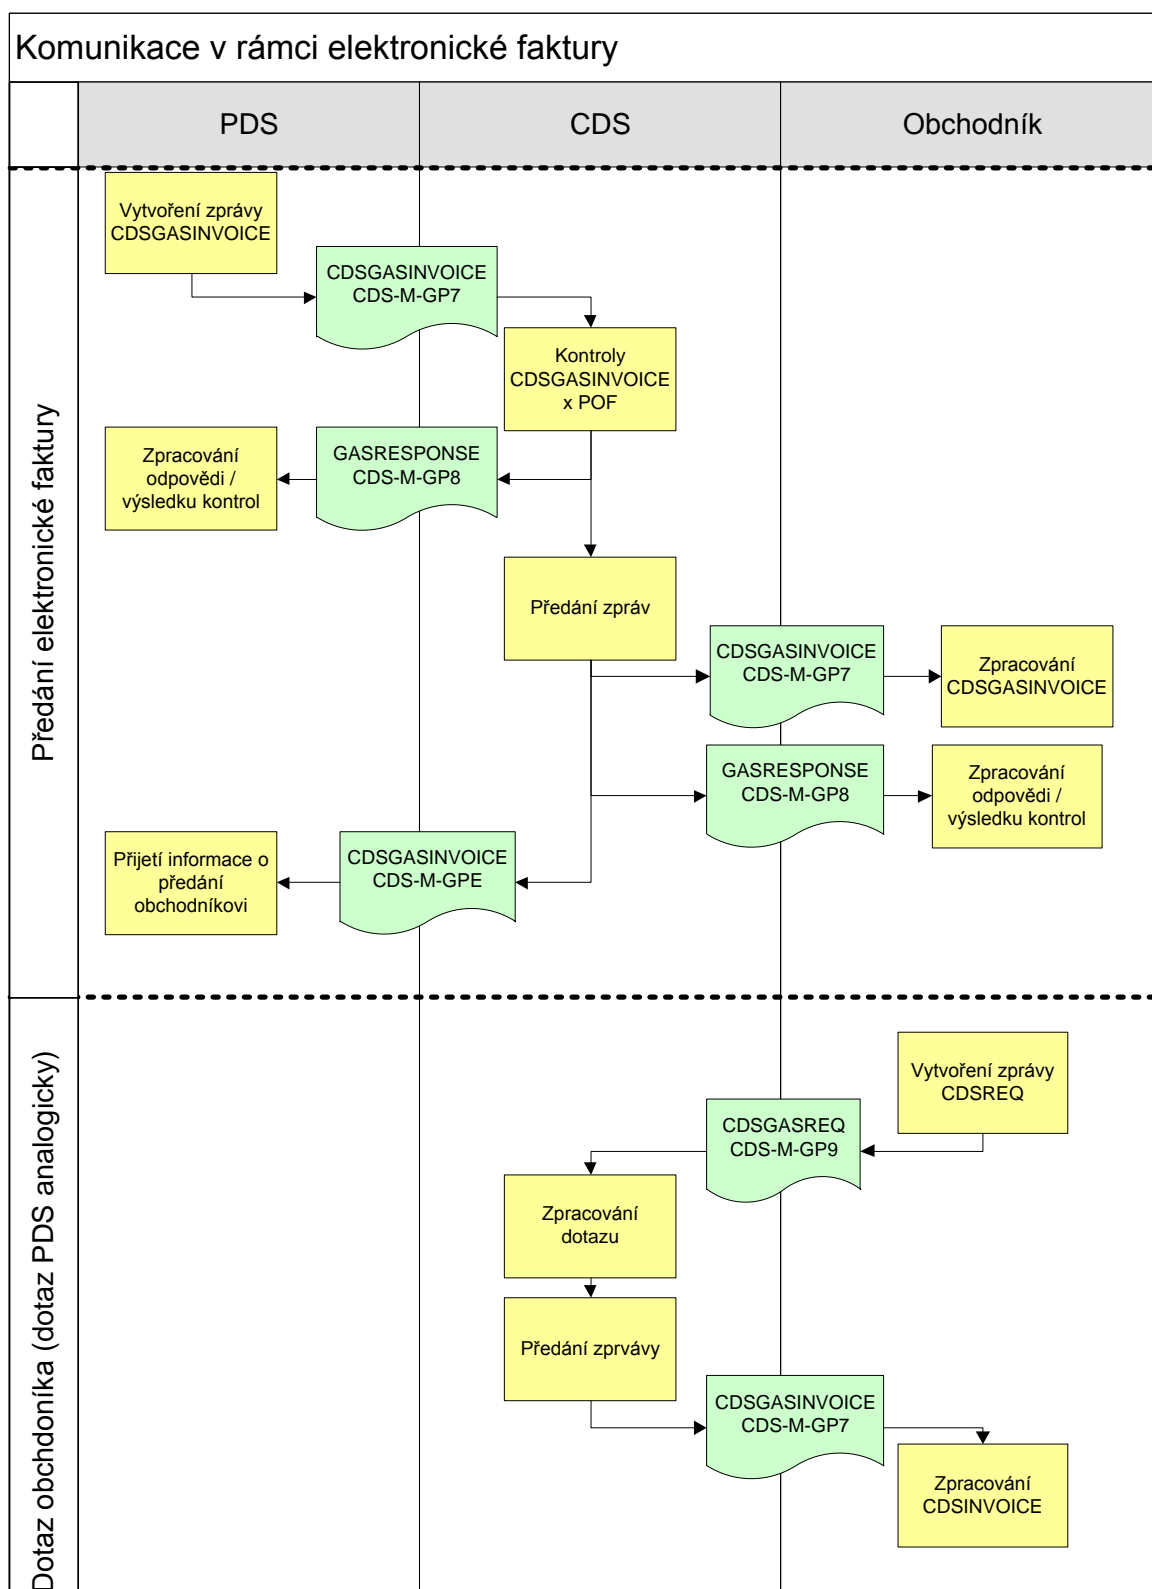 Komunikace v rámci elektronické faktury
PDS
CDS
Obchodník
Předání elektronické faktury
Vytvoření zprávy
CDSGASINVOICE
CDSGASINVOICE
CDS-M-GP7
Kontroly
CDSGASINVOICE
x POF
Zpracování
odpovědi /
výsledku kontrol
GASRESPONSE
CDS-M-GP8
Předání zpráv
CDSGASINVOICE
CDS-M-GP7
Zpracování
CDSGASINVOICE
GASRESPONSE
CDS-M-GP8
Zpracování
odpovědi /
výsledku kontrol
Přijetí informace o
předání
obchodníkovi
CDSGASINVOICE
CDS-M-GPE
Dotaz obchdoníka (dotaz PDS analogicky)
Vytvoření zprávy
CDSREQ
CDSGASREQ
CDS-M-GP9
Zpracování
dotazu
Předání zprvávy
CDSGASINVOICE
CDS-M-GP7
Zpracování
CDSINVOICE